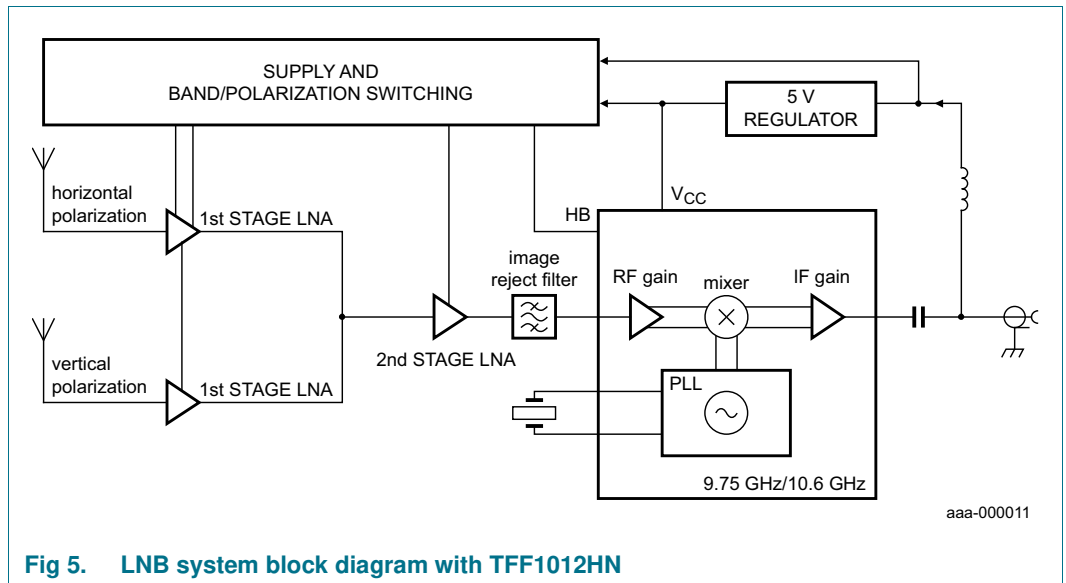 SUPPLY AND
BAND/POLARIZATION SWITCHING
5 V
REGULATOR
horizontal
polarization
1st STAGE LNA
HB
VCC
image
reject filter
RF gain
mixer
IF gain
2nd STAGE LNA
vertical
polarization
1st STAGE LNA
PLL
9.75 GHz/10.6 GHz
aaa-000011
Fig 5. LNB system block diagram with TFF1012HN